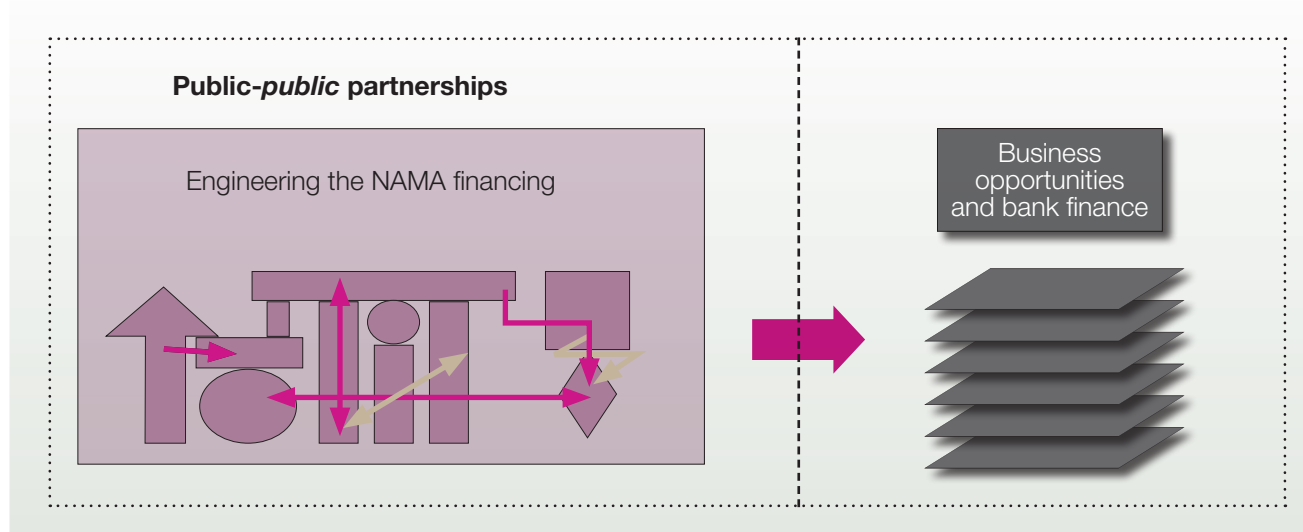 Public-public partnerships
Engineering the NAMA financing
Business
opportunities
and bank finance